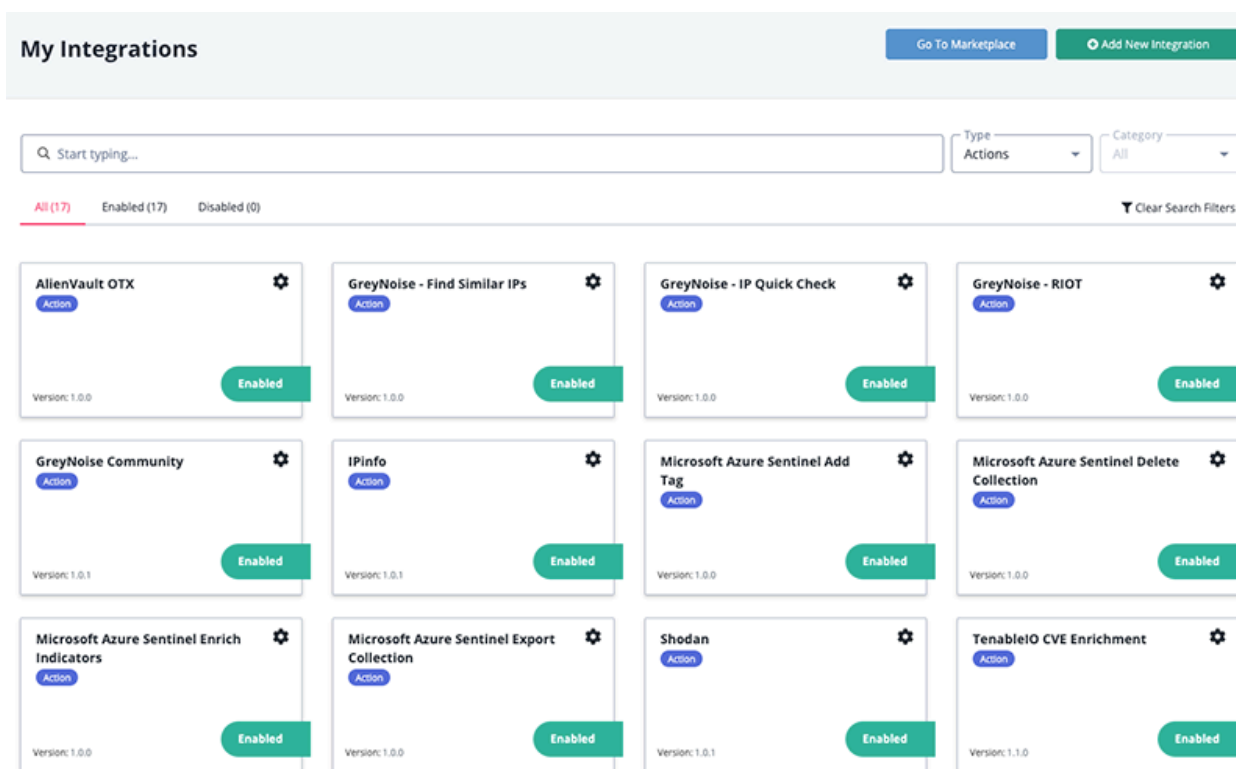 My Integrations
Go To Marketplace
Add New Integration
Start typing...
Type
Actions
Category
All
All (17)
Enabled (17)
Disabled (0)
Clear Search Filters
AlienVault OTX
Action
Enabled
Version: 1.0.0
GreyNoise - Find Similar IPs
Action
Enabled
Version: 1.0.0
GreyNoise - IP Quick Check
Action
Enabled
Version: 1.0.0
GreyNoise - RIOT
Action
Enabled
Version: 1.0.0
GreyNoise Community
Action
Enabled
Version: 1.0.1
IPinfo
Action
Enabled
Version: 1.0.1
Microsoft Azure Sentinel Add
Tag
Action
Enabled
Version: 1.0.0
Microsoft Azure Sentinel Delete
Collection
Action
Enabled
Version: 1.0.0
Microsoft Azure Sentinel Enrich
Indicators
Action
Enabled
Version: 1.0.0
Microsoft Azure Sentinel Export
Collection
Action
Enabled
Version: 1.0.0
Shodan
Action
Enabled
Version: 1.0.1
TenableIO CVE Enrichment
Action
Enabled
Version: 1.1.0